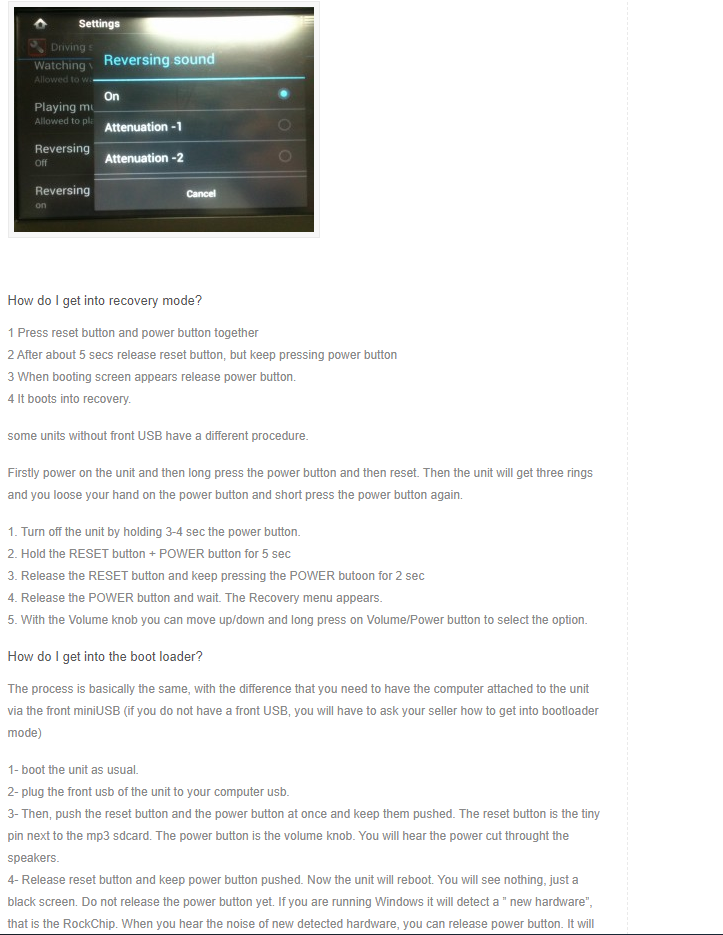 Settings
Driving
Reversing sound
Watching
Allowed to
On
Playing
Allowed to
Attenuation -1
Reversing
Off
Attenuation -2
Reversing
on
Cancel
How do I get into recovery mode?
1 Press reset button and power button together
2 After about 5 secs release reset button, but keep pressing power button
3 When booting screen appears release power button.
4 It boots into recovery.
some units without front USB have a different procedure.
Firstly power on the unit and then long press the power button and then reset. Then the unit will get three rings
and you loose your hand on the power button and short press the power button again.
1. Turn off the unit by holding 3-4 sec the power button.
2. Hold the RESET button + POWER button for 5 sec
3. Release the RESET button and keep pressing the POWER butoon for 2 sec
4. Release the POWER button and wait. The Recovery menu appears.
5. With the Volume knob you can move up/down and long press on Volume/Power button to select the option.
How do I get into the boot loader?
The process is basically the same, with the difference that you need to have the computer attached to the unit
via the front miniUSB (if you do not have a front USB, you will have to ask your seller how to get into bootloader
mode)
1- boot the unit as usual.
2- plug the front usb of the unit to your computer usb.
3- Then, push the reset button and the power button at once and keep them pushed. The reset button is the tiny
pin next to the mp3 sdcard. The power button is the volume knob. You will hear the power cut throught the
speakers.
4- Release reset button and keep power button pushed. Now the unit will reboot. You will see nothing, just a
black screen. Do not release the power button yet. If you are running Windows it will detect a ” new hardware”,
that is the RockChip. When you hear the noise of new detected hardware, you can release power button. It will